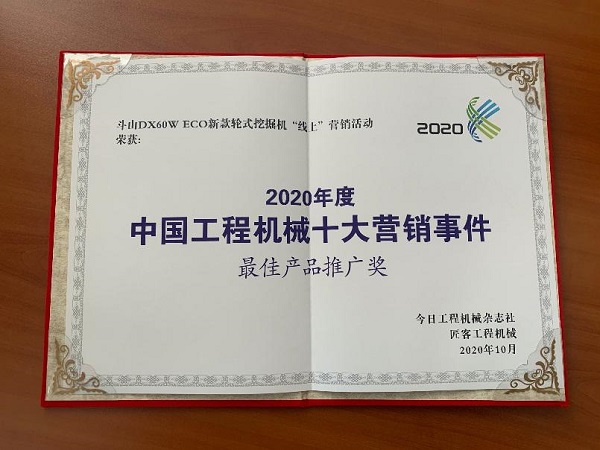 斗山DX60W ECO新款轮式挖掘机“线上”营销活动
荣获:
2020
2020年度
中国工程机械十大营销事件
最佳产品推广奖
今日工程机械杂志社
匠客工程机械
2020年10月